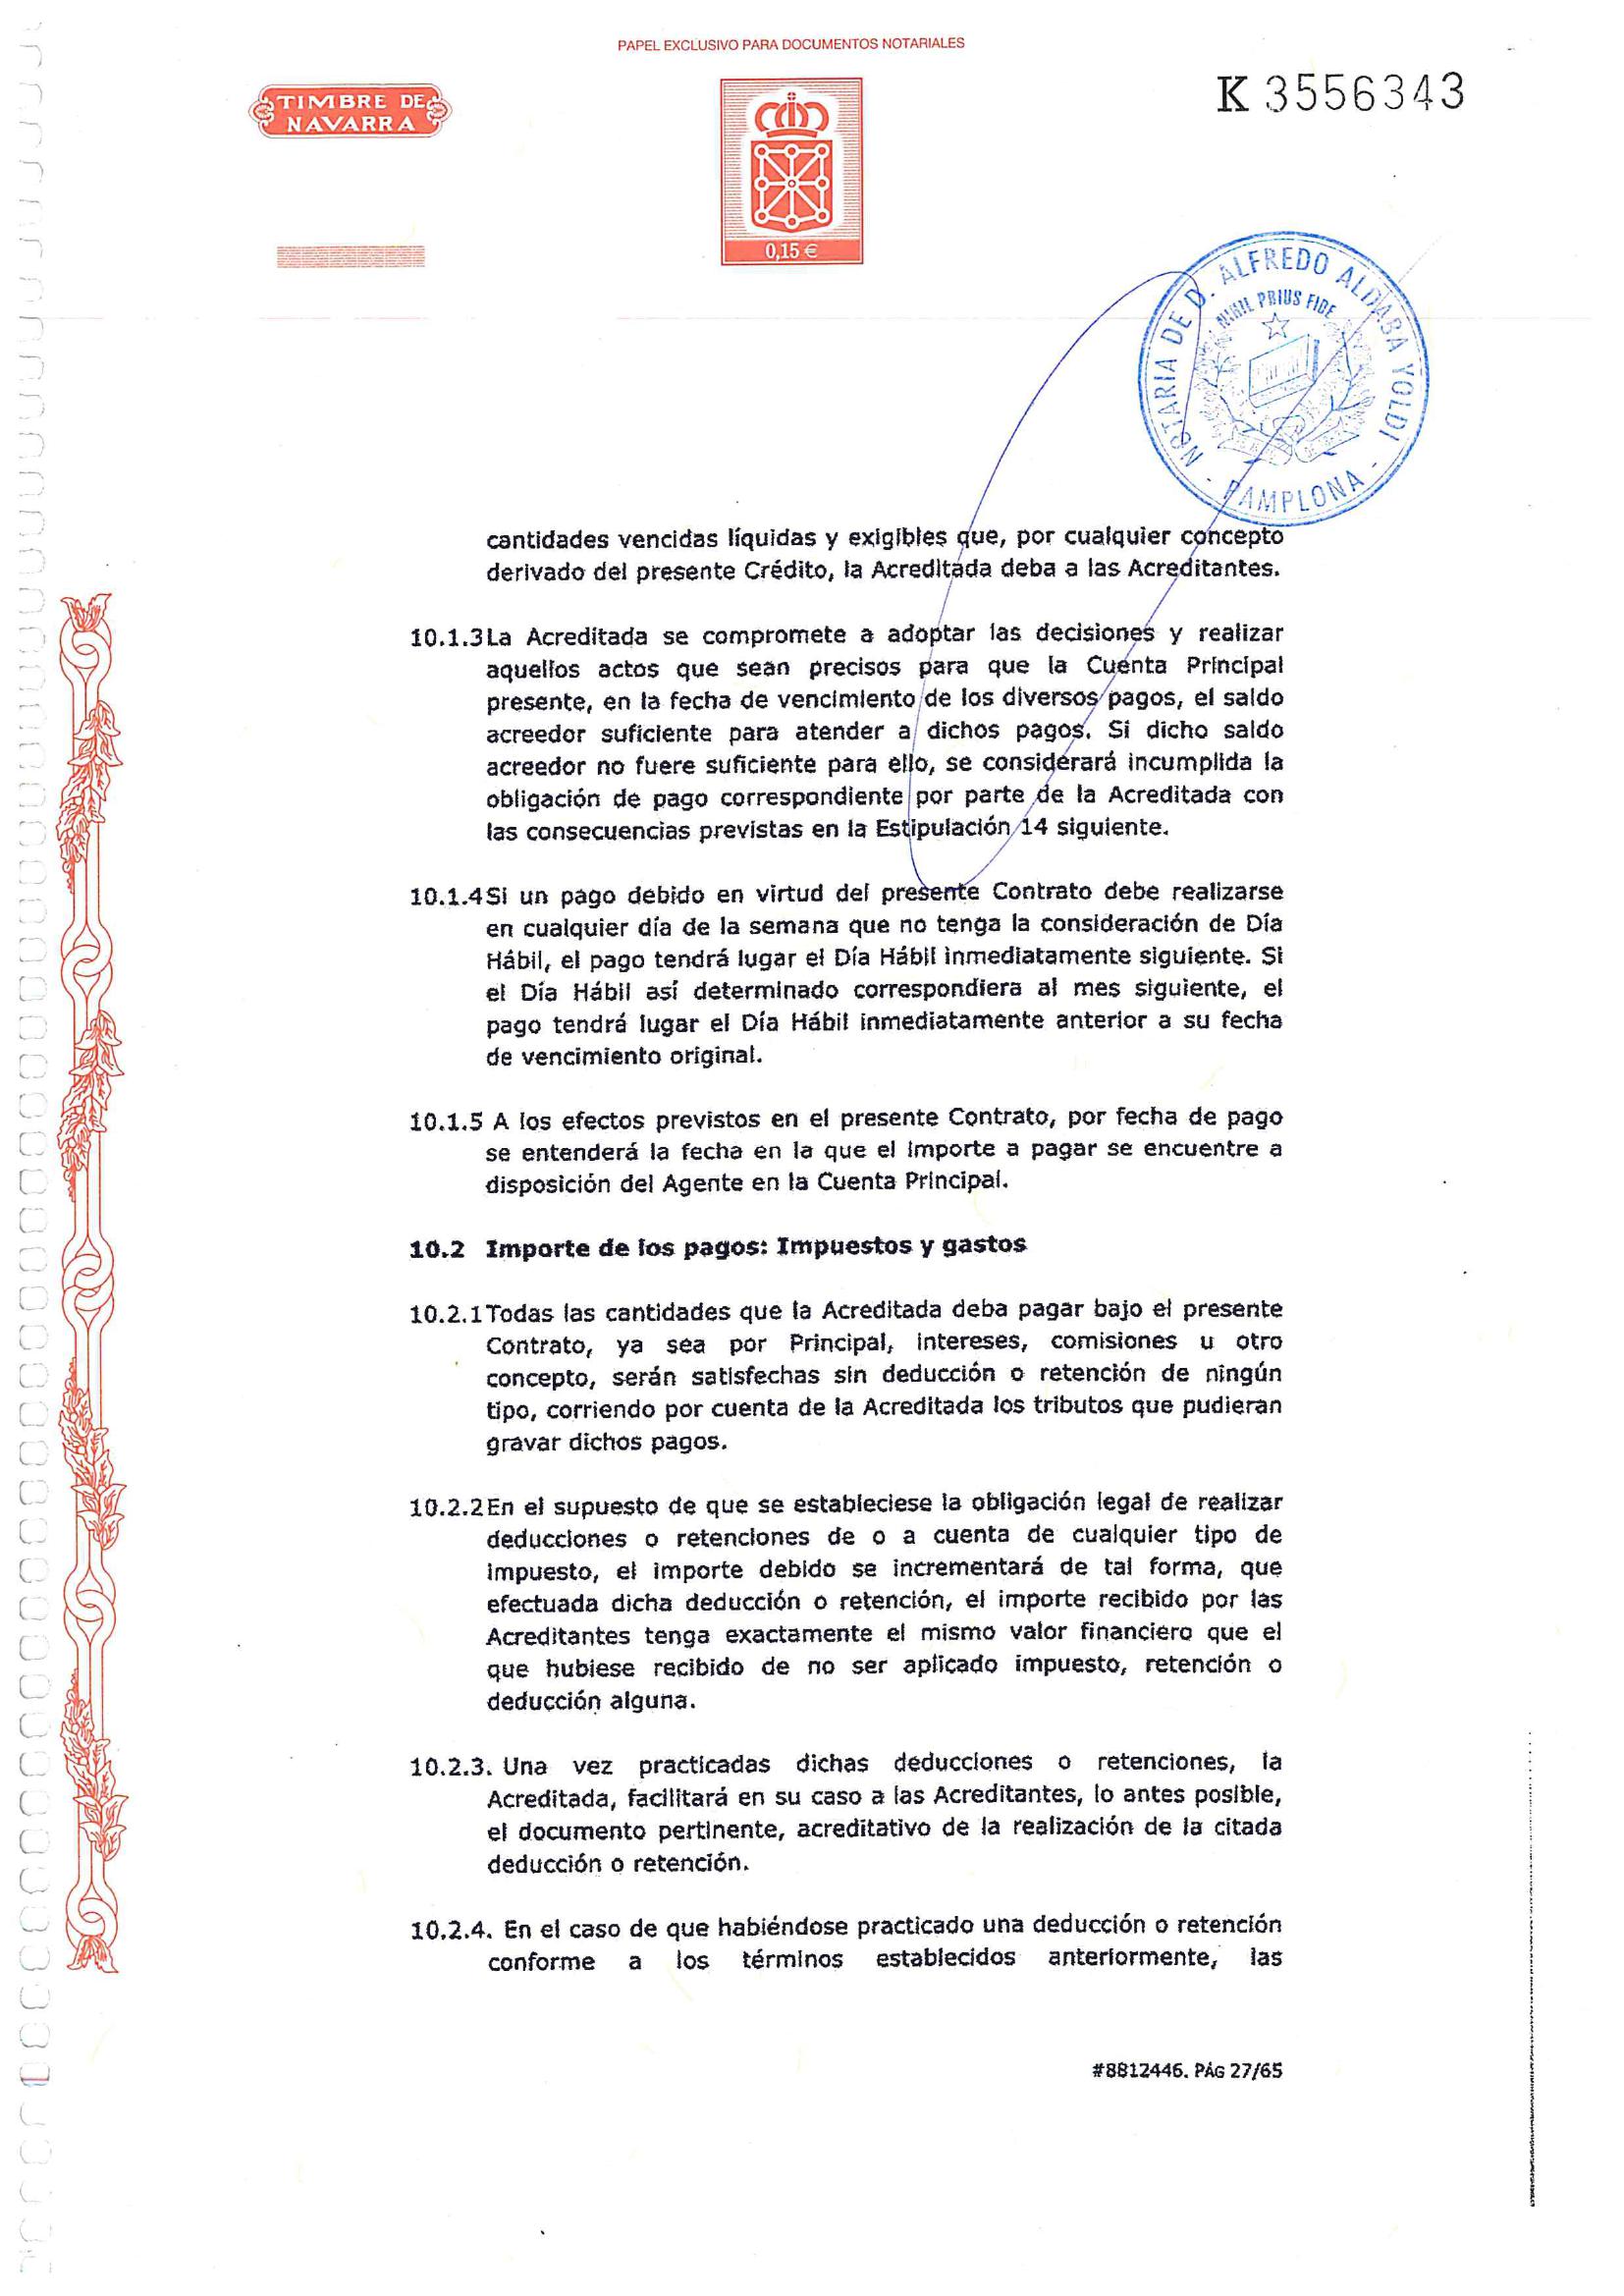 PAPEL EXCLUSIVO PARA DOCUMENTOS NOTARIALES
TIMBRE DE
NAVARRA
0,15 €
K 3556343
NOTARIA DE D. ALFREDO ALDABA YOLDI
NIHIL PRIUS FIDE
- PAMPLONA -
cantidades vencidas líquidas y exigibles que, por cualquier concepto
derivado del presente Crédito, la Acreditada deba a las Acreditantes.
10.1.3 La Acreditada se compromete a adoptar las decisiones y realizar
aquellos actos que sean precisos para que la Cuenta Principal
presente, en la fecha de vencimiento de los diversos pagos, el saldo
acreedor suficiente para atender a dichos pagos. Si dicho saldo
acreedor no fuere suficiente para ello, se considerará incumplida la
obligación de pago correspondiente por parte de la Acreditada con
las consecuencias previstas en la Estipulación 14 siguiente.
10.1.4 Si un pago debido en virtud del presente Contrato debe realizarse
en cualquier día de la semana que no tenga la consideración de Día
Hábil, el pago tendrá lugar el Día Hábil inmediatamente siguiente. Si
el Día Hábil así determinado correspondiera al mes siguiente, el
pago tendrá lugar el Día Hábil inmediatamente anterior a su fecha
de vencimiento original.
10.1.5 A los efectos previstos en el presente Contrato, por fecha de pago
se entenderá la fecha en la que el importe a pagar se encuentre a
disposición del Agente en la Cuenta Principal.
10.2 Importe de los pagos: Impuestos y gastos
10.2.1 Todas las cantidades que la Acreditada deba pagar bajo el presente
Contrato, ya sea por Principal, intereses, comisiones u otro
concepto, serán satisfechas sin deducción o retención de ningún
tipo, corriendo por cuenta de la Acreditada los tributos que pudieran
gravar dichos pagos.
10.2.2 En el supuesto de que se estableciese la obligación legal de realizar
deducciones o retenciones de o a cuenta de cualquier tipo de
impuesto, el importe debido se incrementará de tal forma, que
efectuada dicha deducción o retención, el importe recibido por las
Acreditantes tenga exactamente el mismo valor financiero que el
que hubiese recibido de no ser aplicado impuesto, retención o
deducción alguna.
10.2.3. Una vez practicadas dichas deducciones o retenciones, la
Acreditada, facilitará en su caso a las Acreditantes, lo antes posible,
el documento pertinente, acreditativo de la realización de la citada
deducción o retención.
10.2.4. En el caso de que habiéndose practicado una deducción o retención
conforme a los términos establecidos anteriormente, las
#8812446. PÁG 27/65